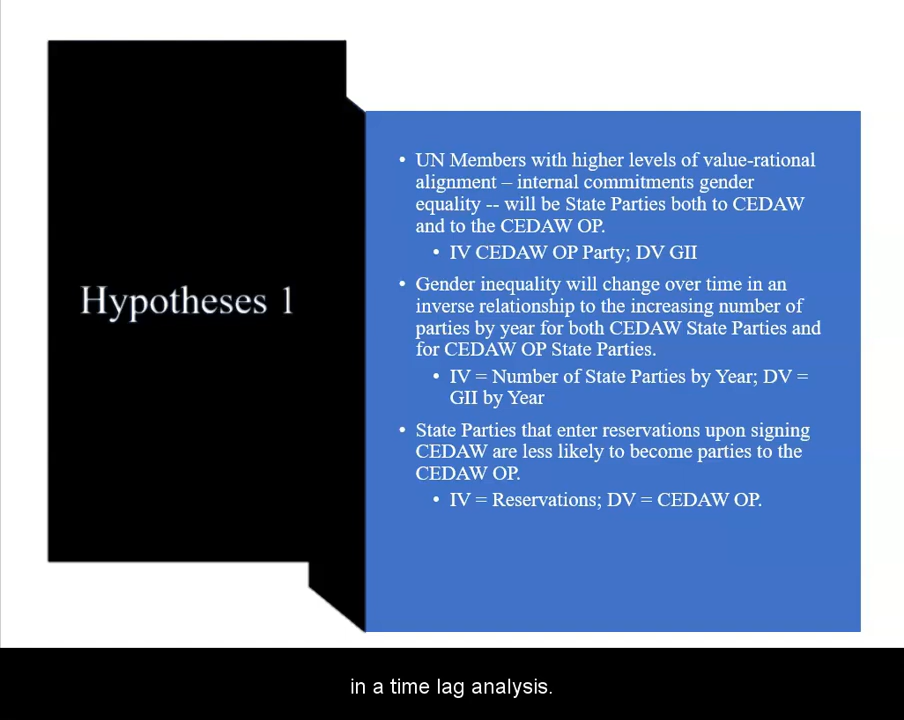 Hypotheses 1
• UN Members with higher levels of value-rational
alignment – internal commitments gender
equality -- will be State Parties both to CEDAW
and to the CEDAW OP.
• IV CEDAW OP Party; DV GII
• Gender inequality will change over time in an
inverse relationship to the increasing number of
parties by year for both CEDAW State Parties and
for CEDAW OP State Parties.
• IV = Number of State Parties by Year; DV =
GII by Year
• State Parties that enter reservations upon signing
CEDAW are less likely to become parties to the
CEDAW OP.
• IV = Reservations; DV = CEDAW OP.
in a time lag analysis.